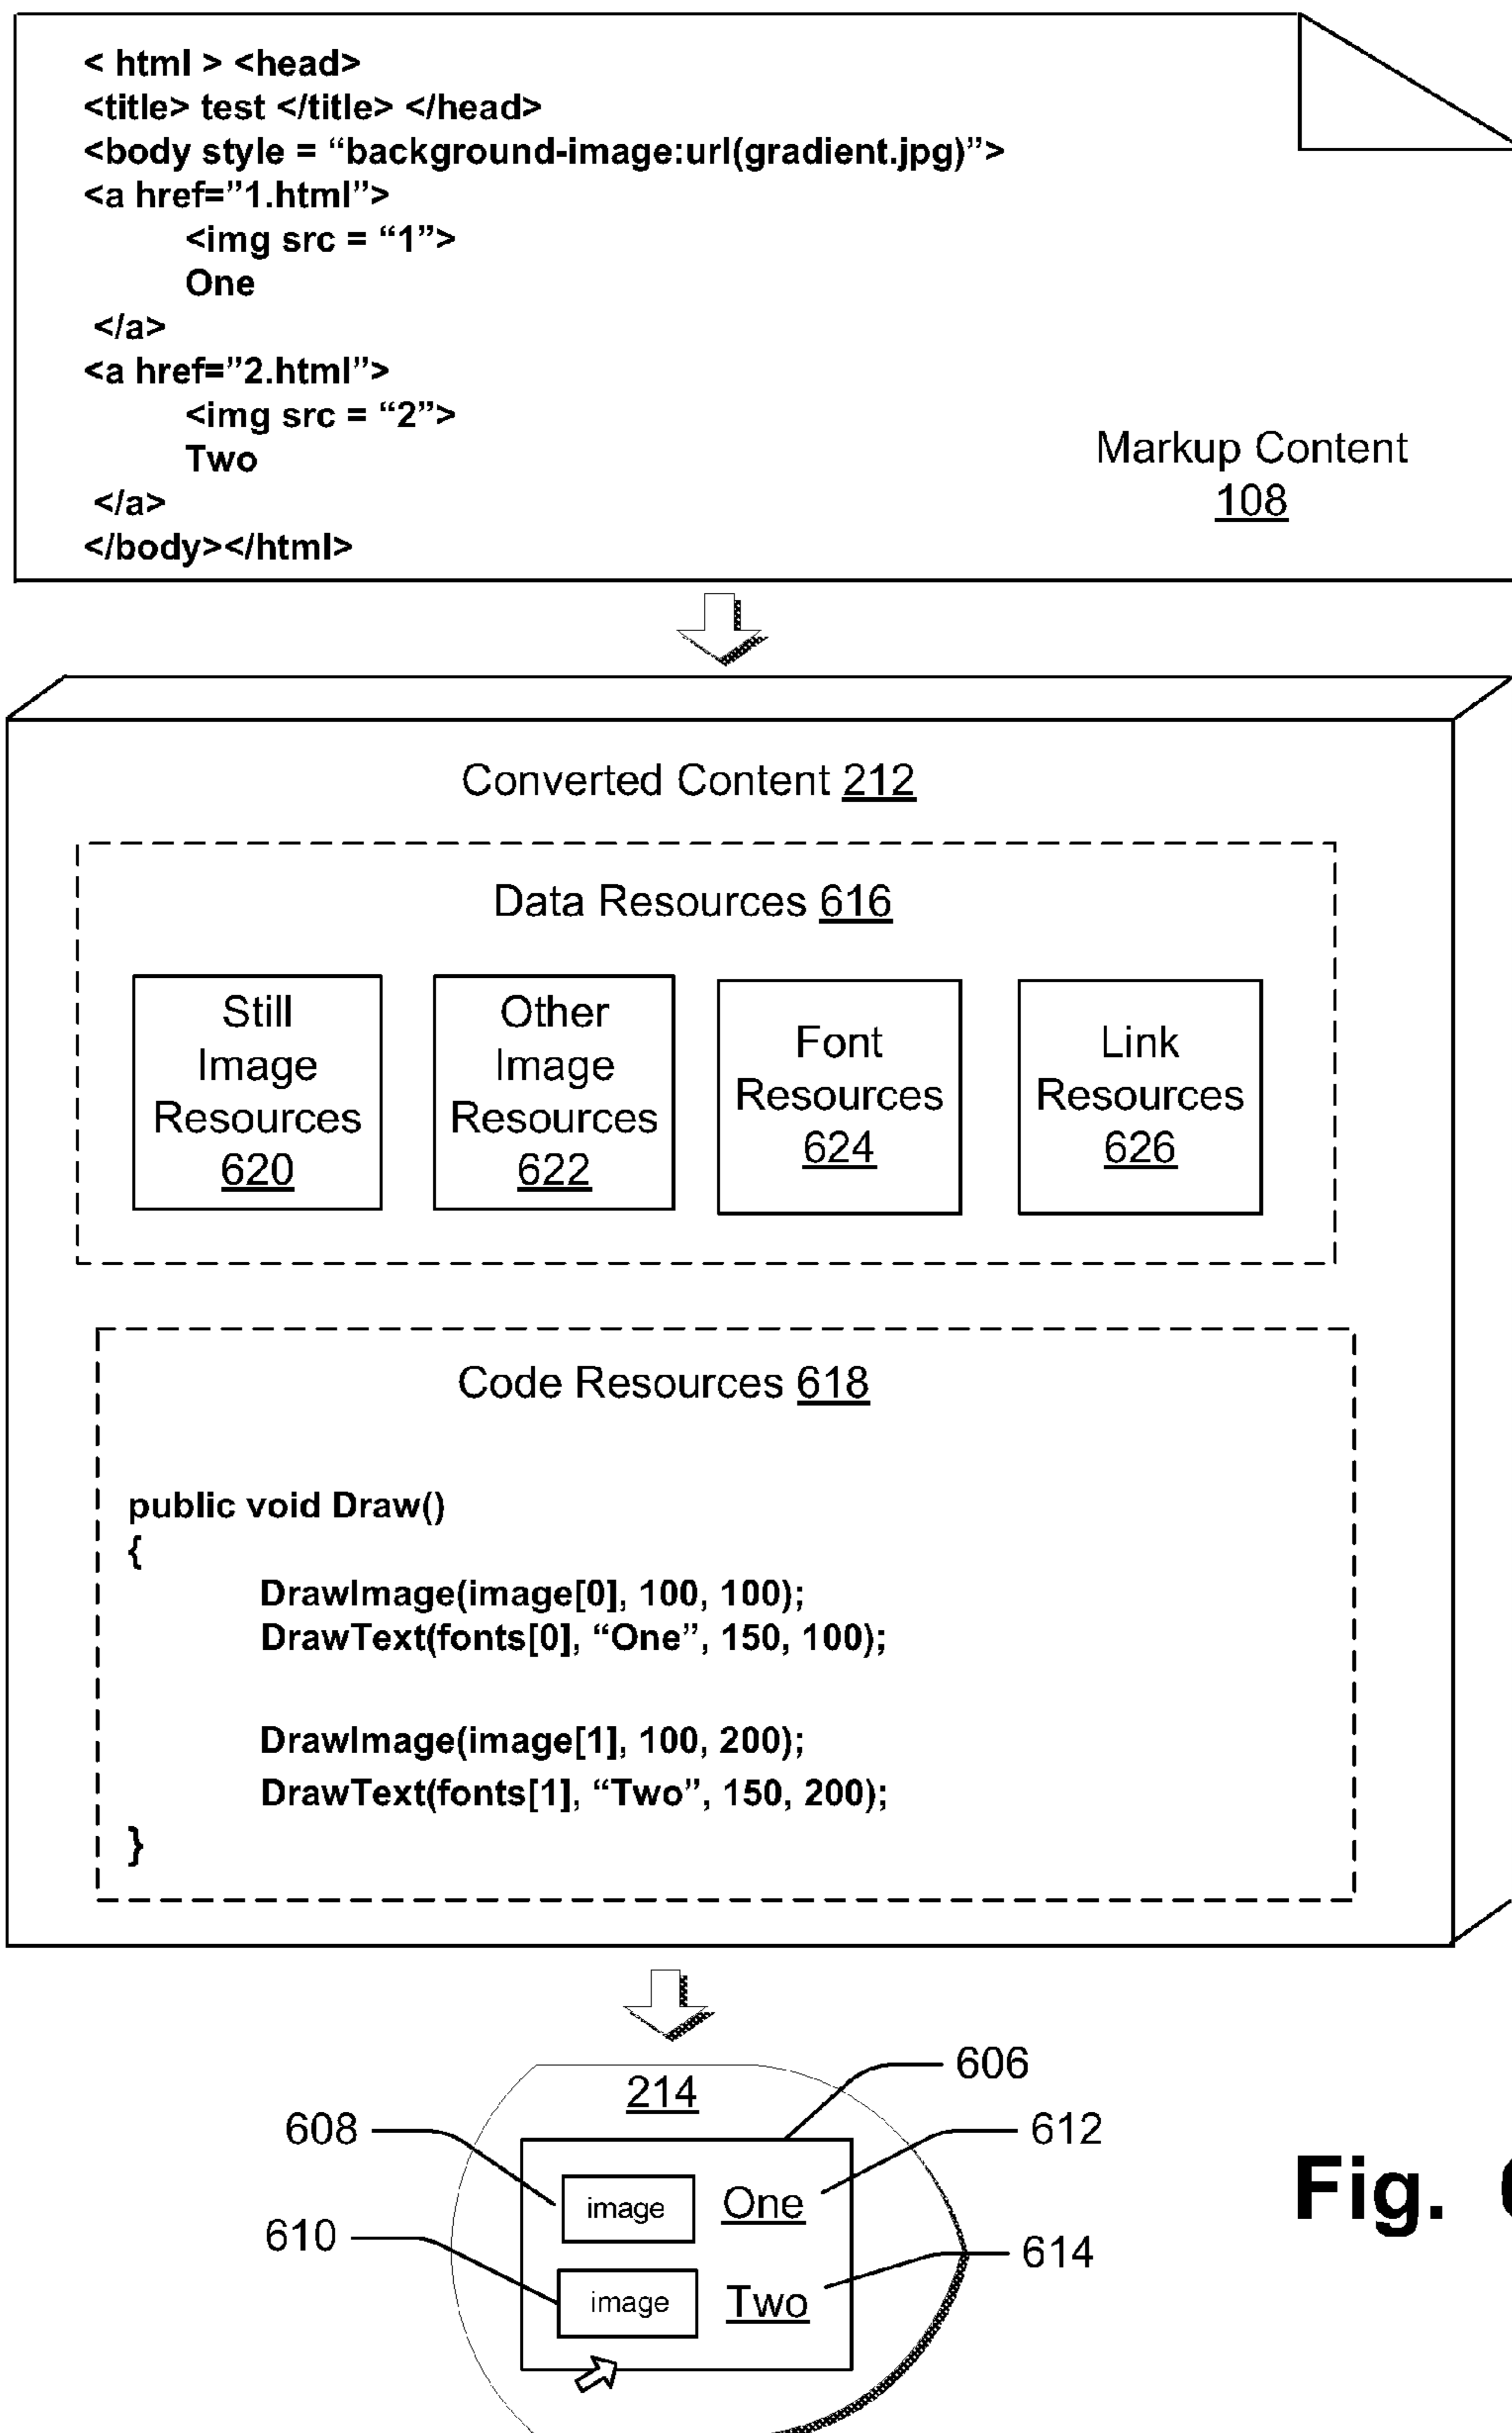 < html > <head>
<title> test </title> </head>
<body style = “background-image:url(gradient.jpg)”>
<a href=”1.html”>
<img src = “1”>
One
</a>
<a href=”2.html”>
<img src = “2”>
Two
</a>
</body></html>
Markup Content
108
Converted Content 212
Data Resources 616
Still
Image
Resources
620
Other
Image
Resources
622
Font
Resources
624
Link
Resources
626
Code Resources 618
public void Draw()
{
DrawImage(image[0], 100, 100);
DrawText(fonts[0], “One”, 150, 100);
DrawImage(image[1], 100, 200);
DrawText(fonts[1], “Two”, 150, 200);
}
214
606
608
612
image One
610
614
image Two
Fig.